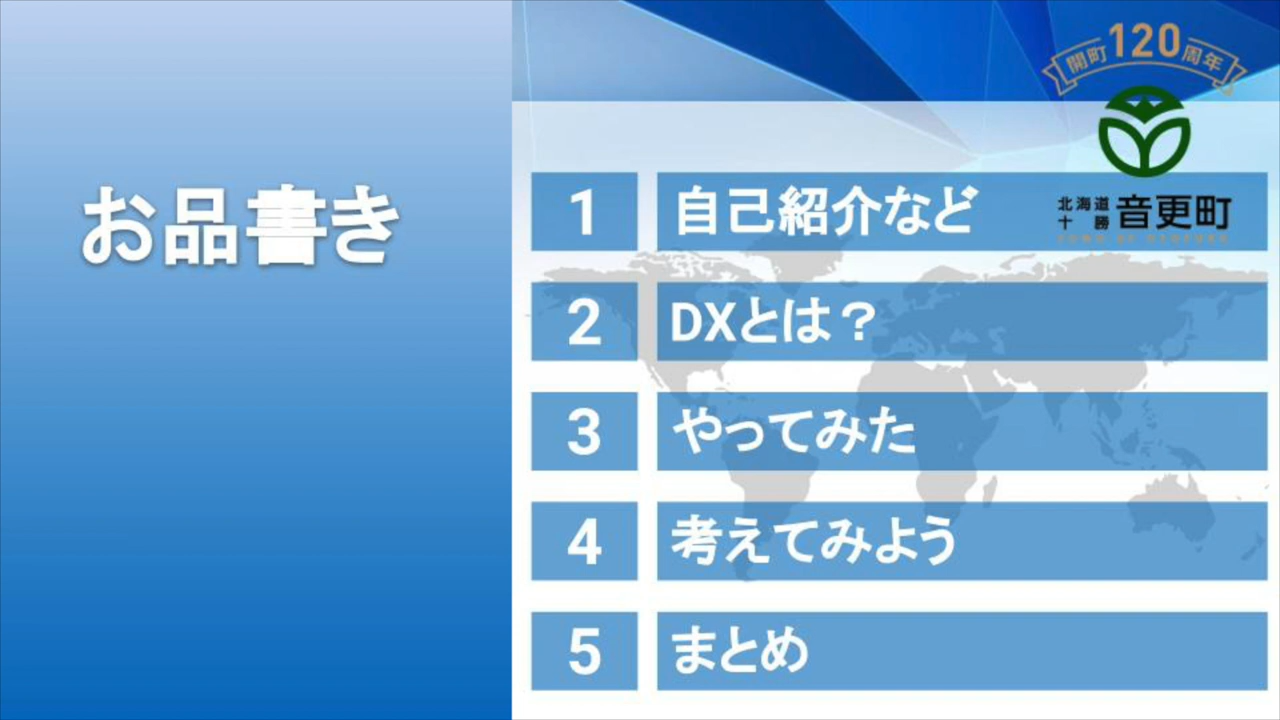 お品書き
開町120周年
北海道
十勝
音更町
1 自己紹介など
2 DXとは？
3 やってみた
4 考えてみよう
5 まとめ